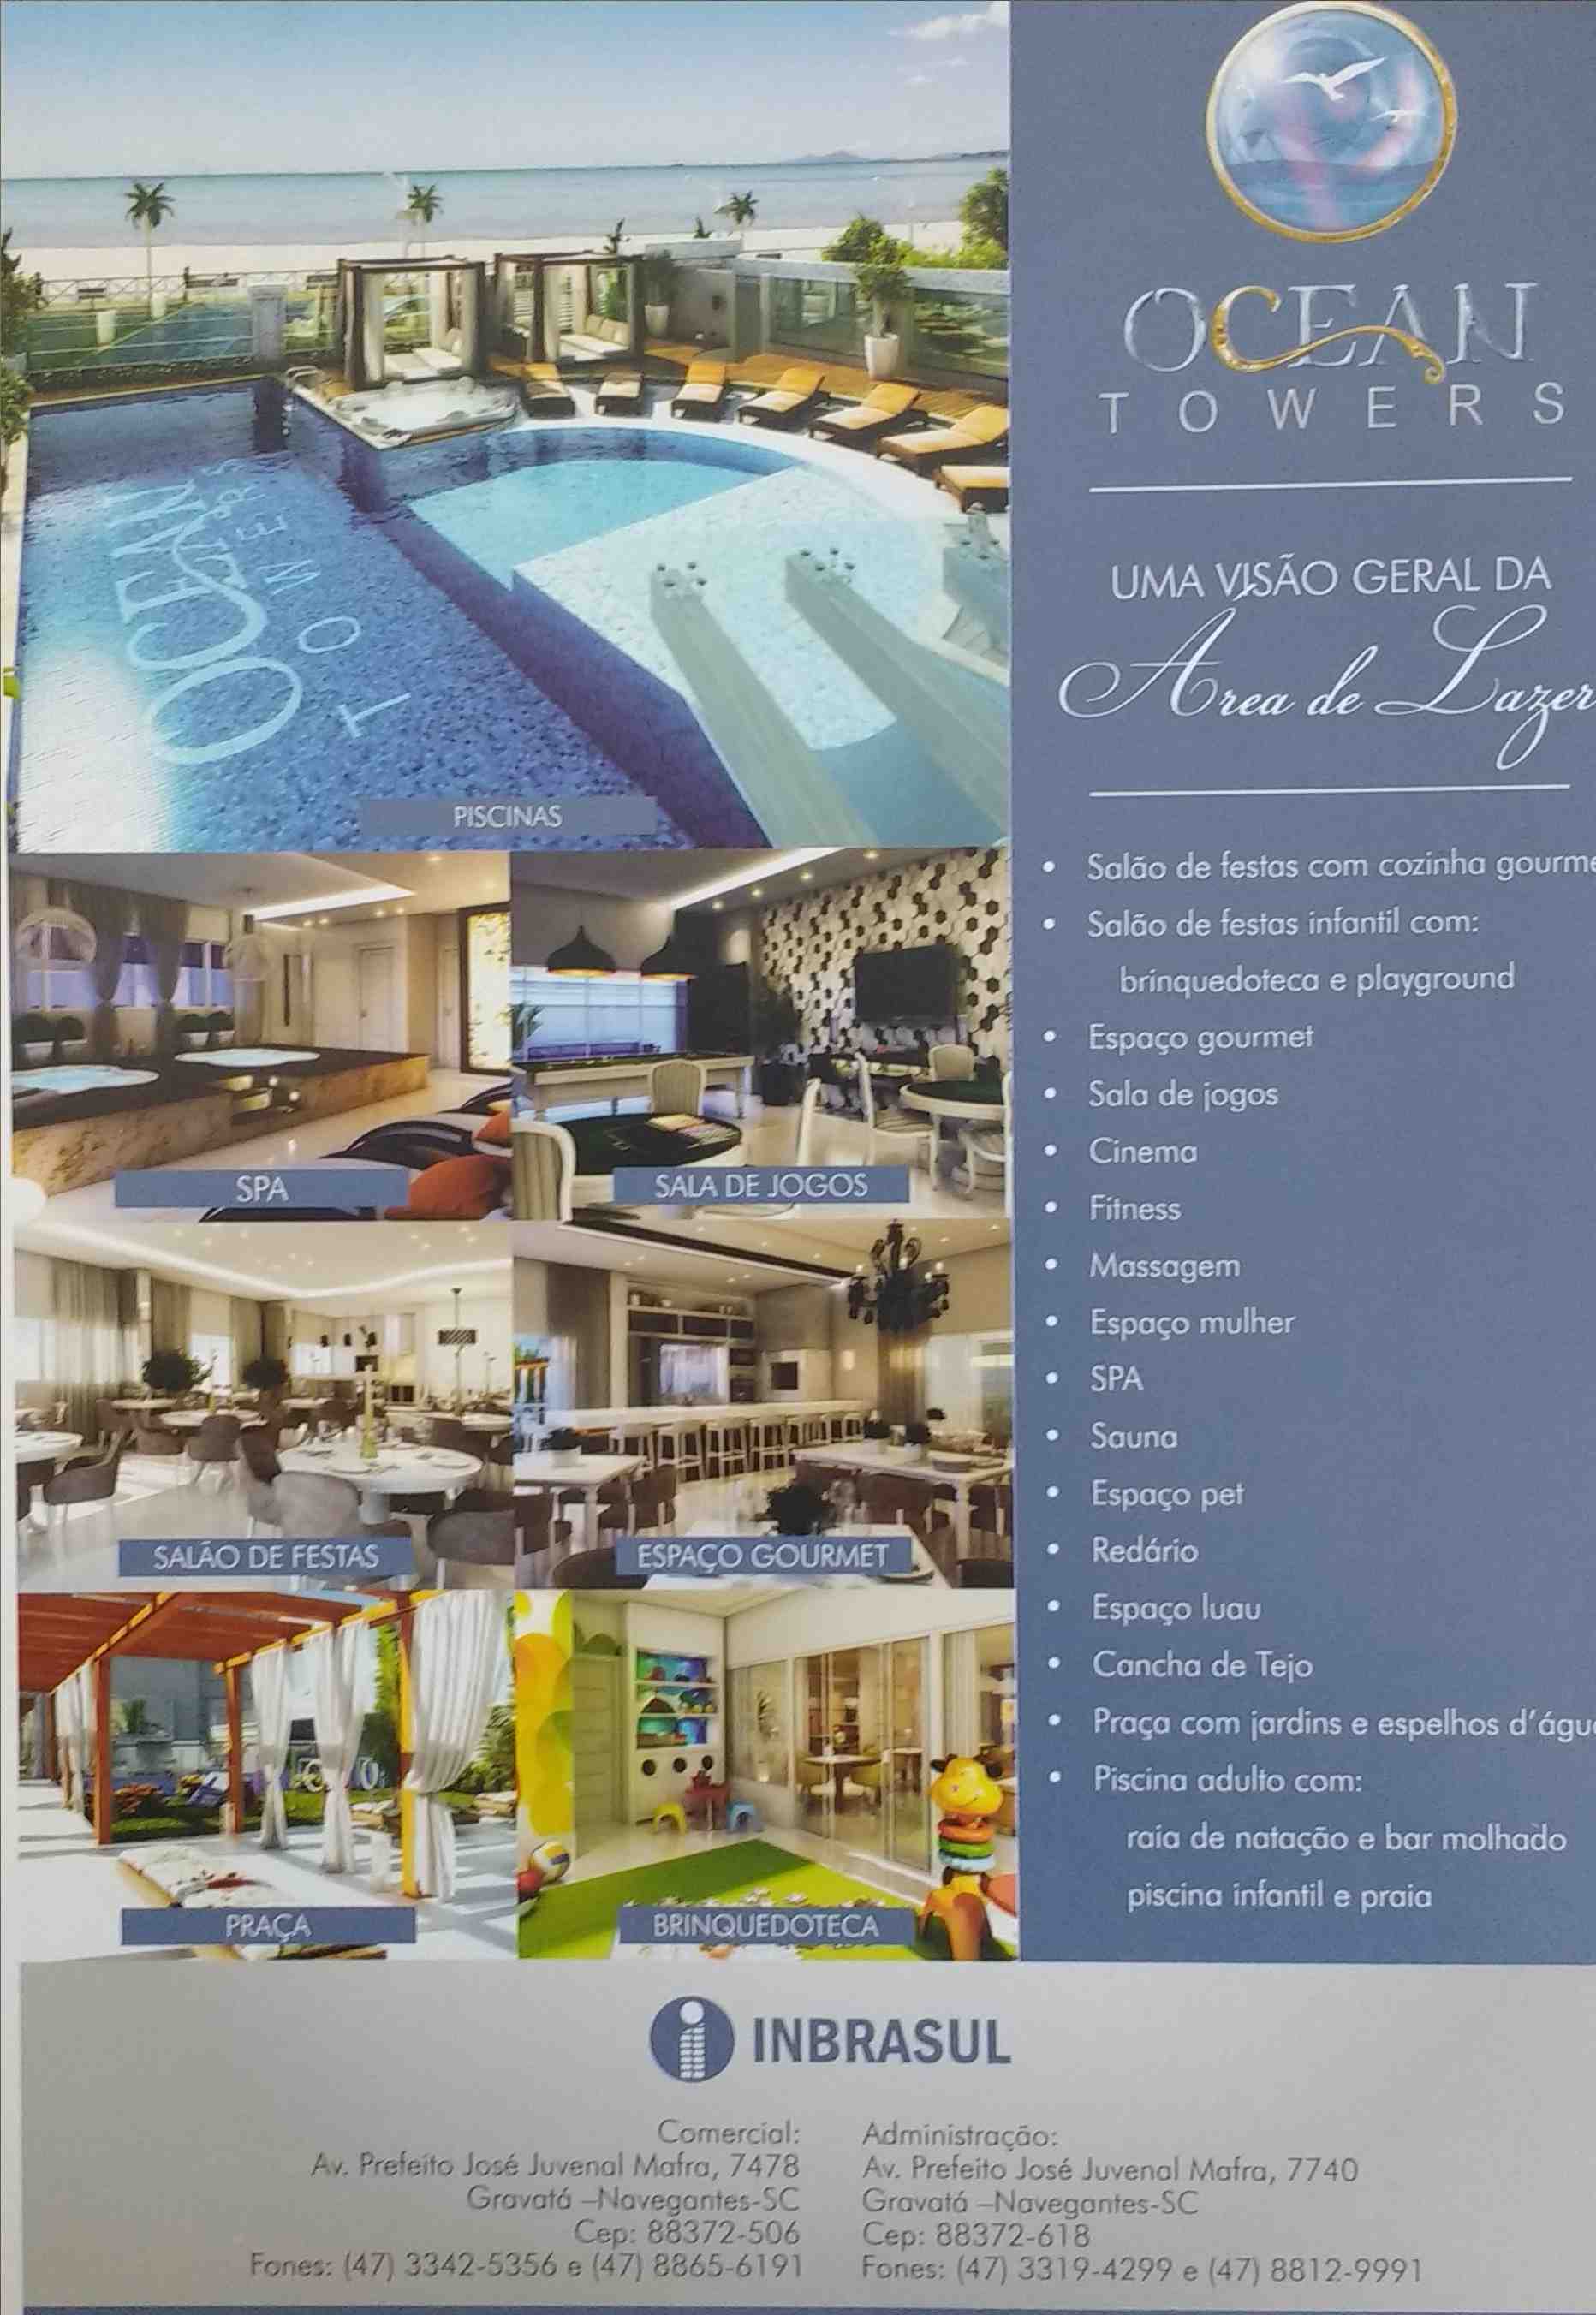 OCEAN
TOWERS
OCEAN
TOWERS
UMA VISÃO GERAL DA
Área de Lazer
PISCINAS
SPA
SALA DE JOGOS
SALÃO DE FESTAS
ESPAÇO GOURMET
PRAÇA
BRINQUEDOTECA
• Salão de festas com cozinha gourme
• Salão de festas infantil com:
brinquedoteca e playground
• Espaço gourmet
• Sala de jogos
• Cinema
• Fitness
• Massagem
• Espaço mulher
• SPA
• Sauna
• Espaço pet
• Redário
• Espaço luau
• Cancha de Tejo
• Praça com jardins e espelhos d'águ
• Piscina adulto com:
raia de natação e bar molhado
piscina infantil e praia
INBRASUL
Comercial:
Av. Prefeito José Juvenal Mafra, 7478
Gravatá –Navegantes-SC
Cep: 88372-506
Fones: (47) 3342-5356 e (47) 8865-6191
Administração:
Av. Prefeito José Juvenal Mafra, 7740
Gravatá –Navegantes-SC
Cep: 88372-618
Fones: (47) 3319-4299 e (47) 8812-9991